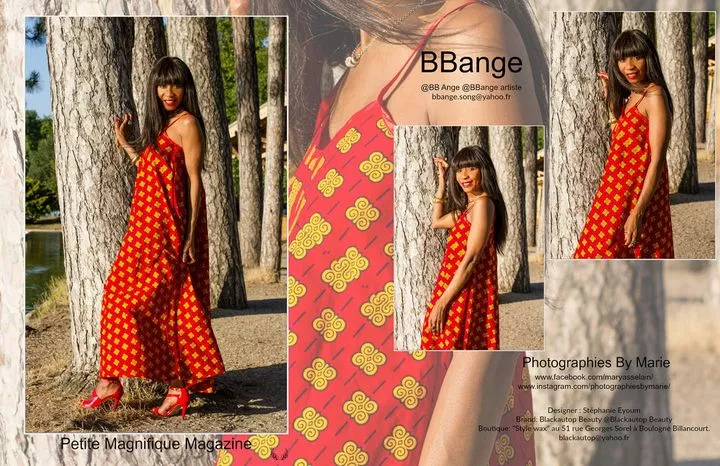 BBange
@BB Ange @BBange artiste
bbange.song@yahoo.fr
Photographies By Marie
www.facebook.com/maryasselain/
www.instagram.com/photographiesbymarie/
Designer : Stéphanie Eyoum
Brand: Blackautop Beauty @Blackautop Beauty
Boutique: "Style wax" au 51 rue Georges Sorel à Boulogne Billancourt.
blackautop@yahoo.fr
Petite Magnifique Magazine